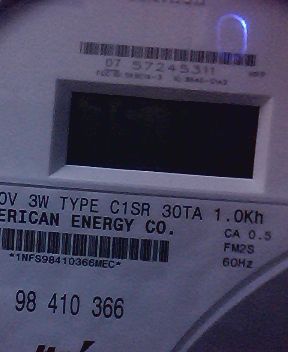 07 57245311
0V 3W TYPE C1SR 30TA 1.0Kh
ERICAN ENERGY CO.
CA 0.5
FM2S
60Hz
*1NFS98410366MEC*
98 410 366